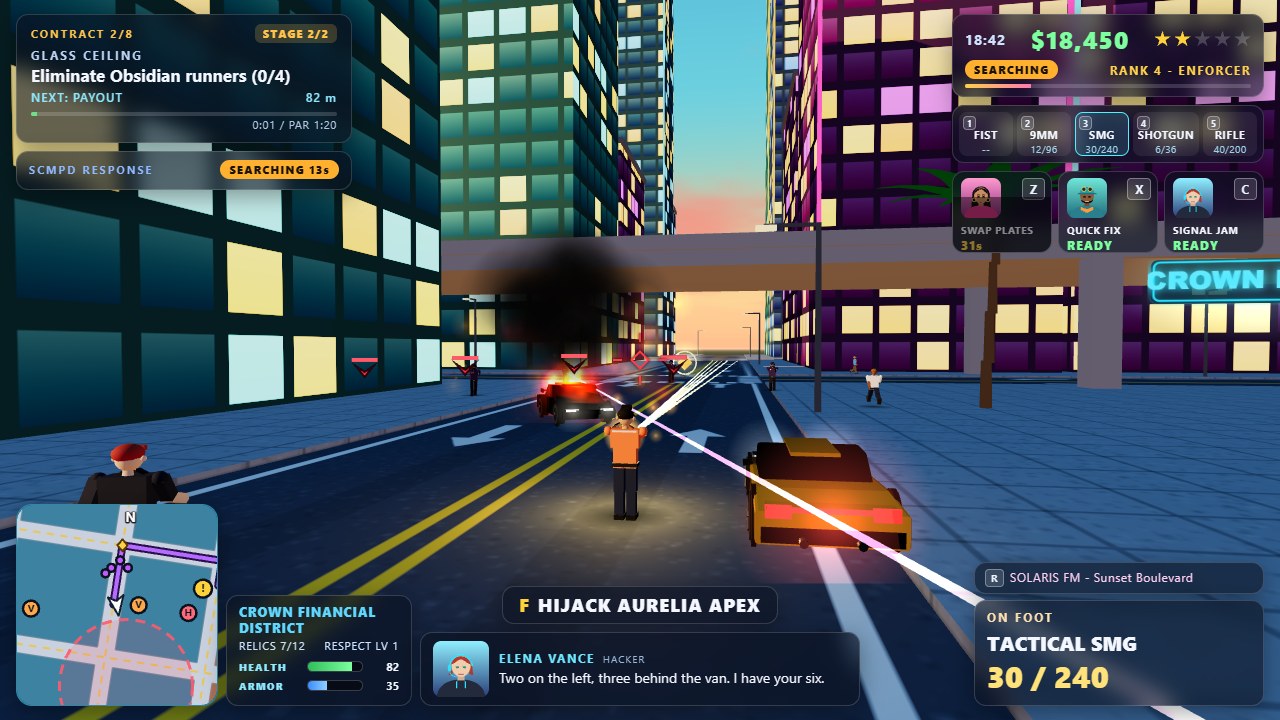 CONTRACT 2/8
STAGE 2/2
GLASS CEILING
Eliminate Obsidian runners (0/4)
NEXT: PAYOUT
82 m
0:01 / PAR 1:20
SCMPD RESPONSE
SEARCHING 13s
18:42
$18,450
SEARCHING
RANK 4 - ENFORCER
1
FIST
--
2
9MM
12/96
3
SMG
30/240
4
SHOTGUN
6/36
5
RIFLE
40/200
Z
SWAP PLATES
31s
X
QUICK FIX
READY
C
SIGNAL JAM
READY
CROWN
N
V
V
!
H
CROWN FINANCIAL
DISTRICT
RELICS 7/12
RESPECT LV 1
HEALTH
82
ARMOR
35
F HIJACK AURELIA APEX
ELENA VANCE HACKER
Two on the left, three behind the van. I have your six.
R SOLARIS FM - Sunset Boulevard
ON FOOT
TACTICAL SMG
30 / 240